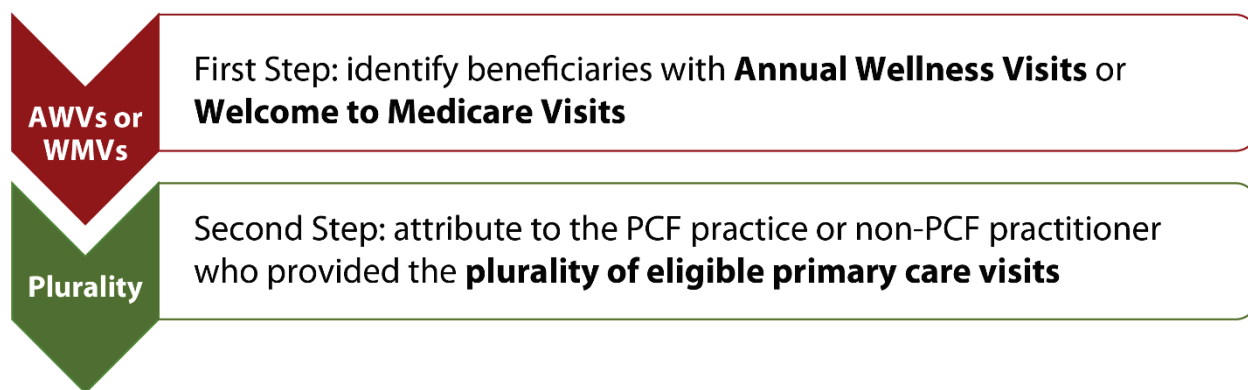 AWVs or
WMVs
First Step: identify beneficiaries with Annual Wellness Visits or
Welcome to Medicare Visits
Plurality
Second Step: attribute to the PCF practice or non-PCF practitioner
who provided the plurality of eligible primary care visits